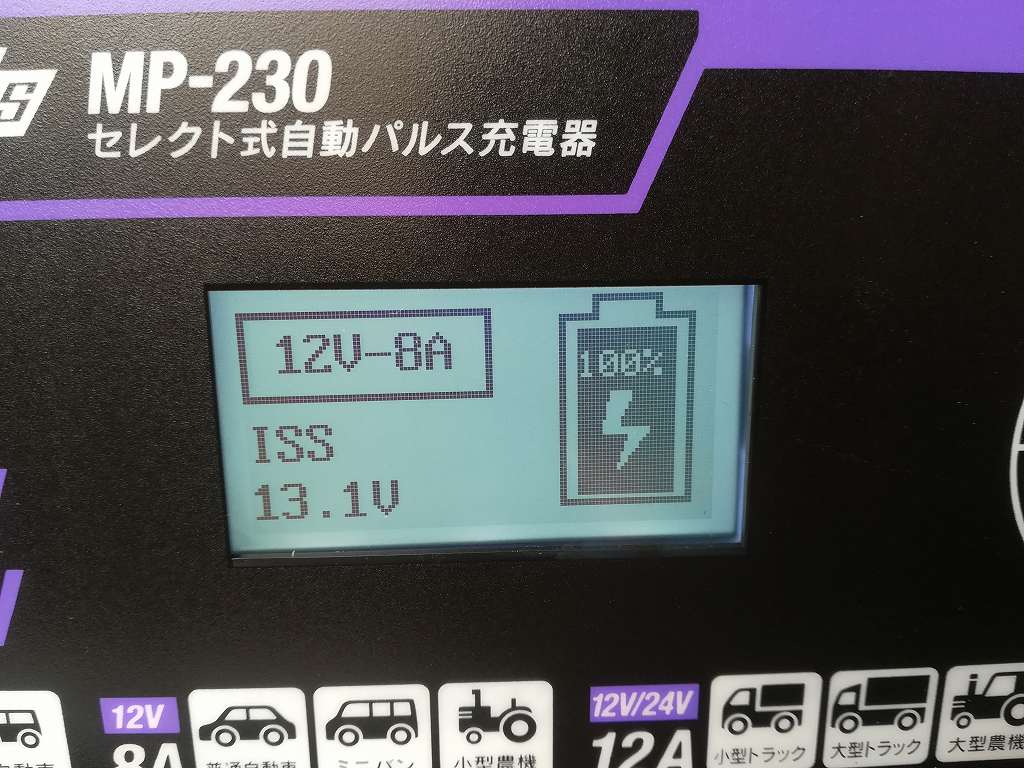 MP-230
セレクト式自動パルス充電器
12V-8A
100%
ISS
13.1V
12V
8A
普通自動車
ミニバン
小型農機
12V/24V
12A
小型トラック
大型トラック
大型農機